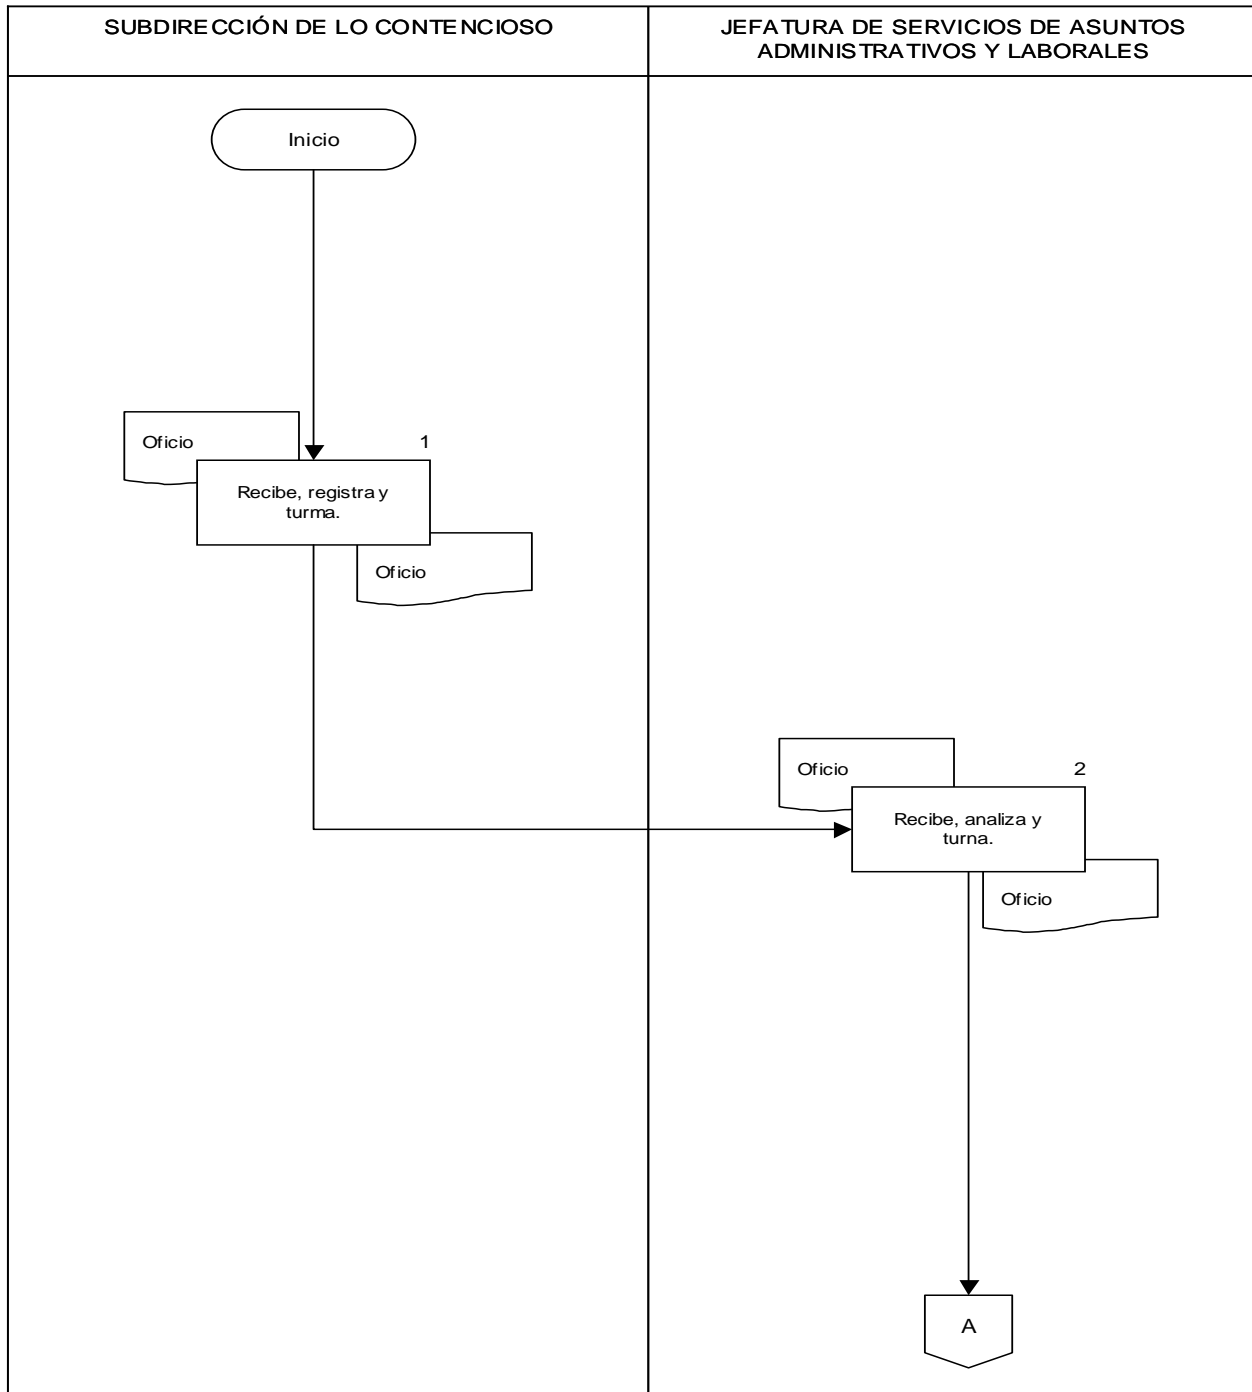 SUBDIRECCIÓN DE LO CONTENCIOSO
JEFATURA DE SERVICIOS DE ASUNTOS
ADMINISTRATIVOS Y LABORALES
Inicio
Oficio
1
Recibe, registra y
turma.
Oficio
Oficio
2
Recibe, analiza y
turna.
Oficio
A